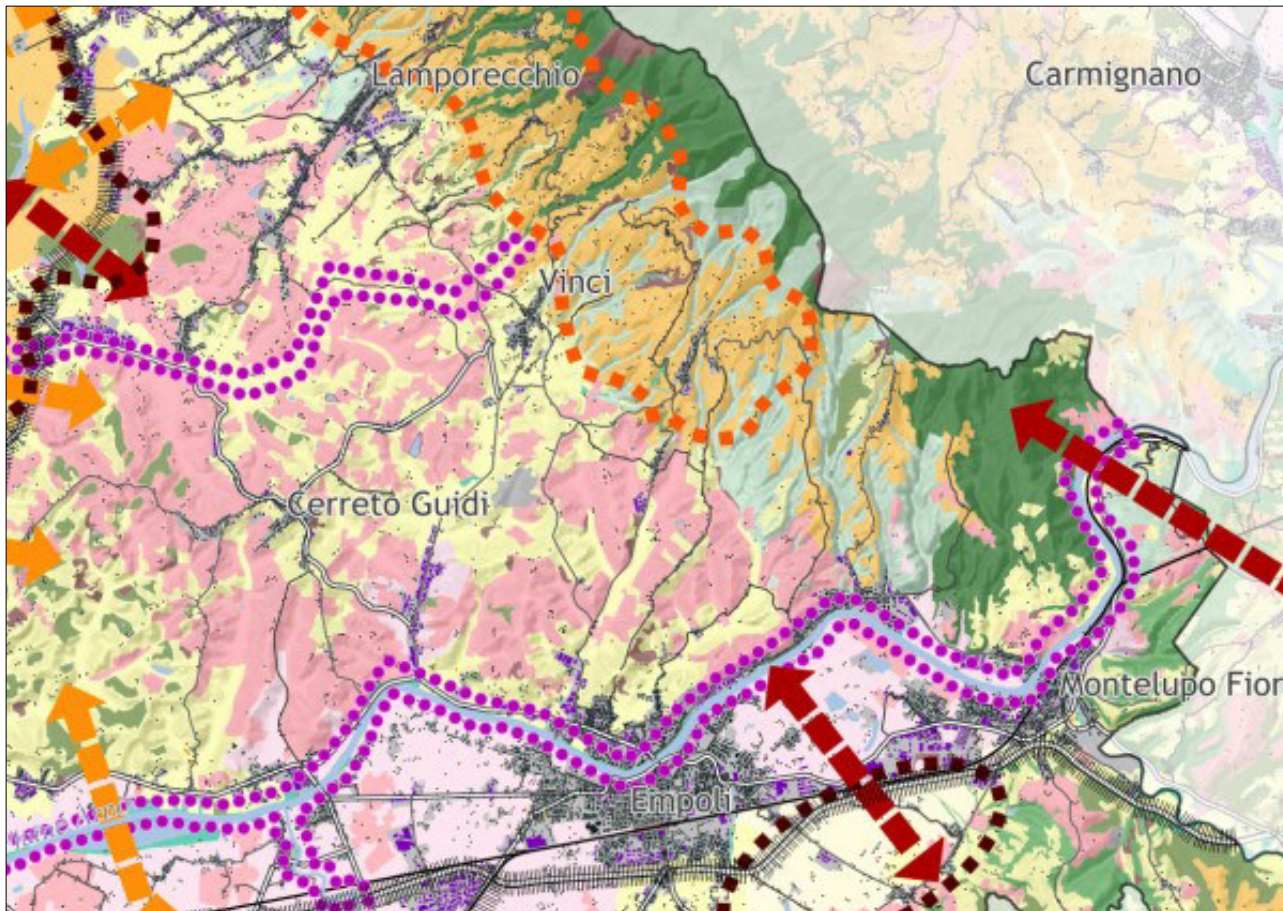 Lamporecchio
Carmignano
Vinci
Cerreto Guidi
Montelupo Fior
Empoli